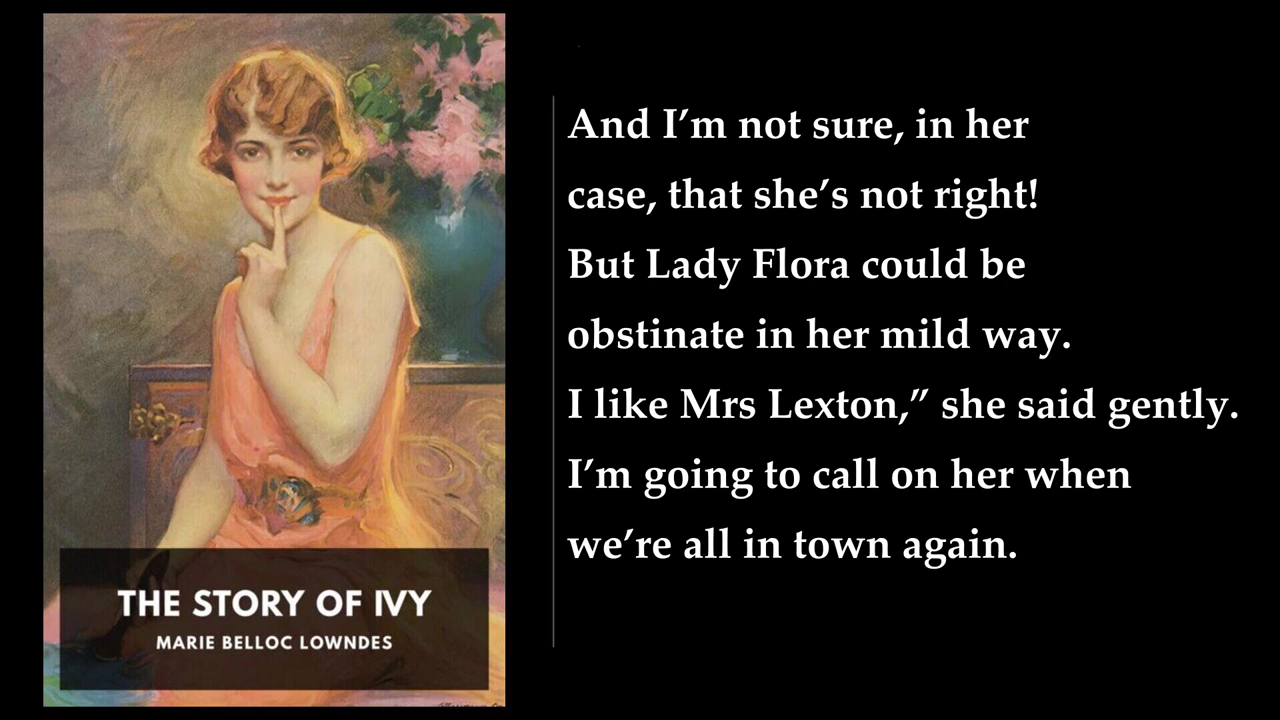 THE STORY OF IVY
MARIE BELLOC LOWNDES
And I’m not sure, in her
case, that she’s not right!
But Lady Flora could be
obstinate in her mild way.
I like Mrs Lexton,” she said gently.
I’m going to call on her when
we’re all in town again.